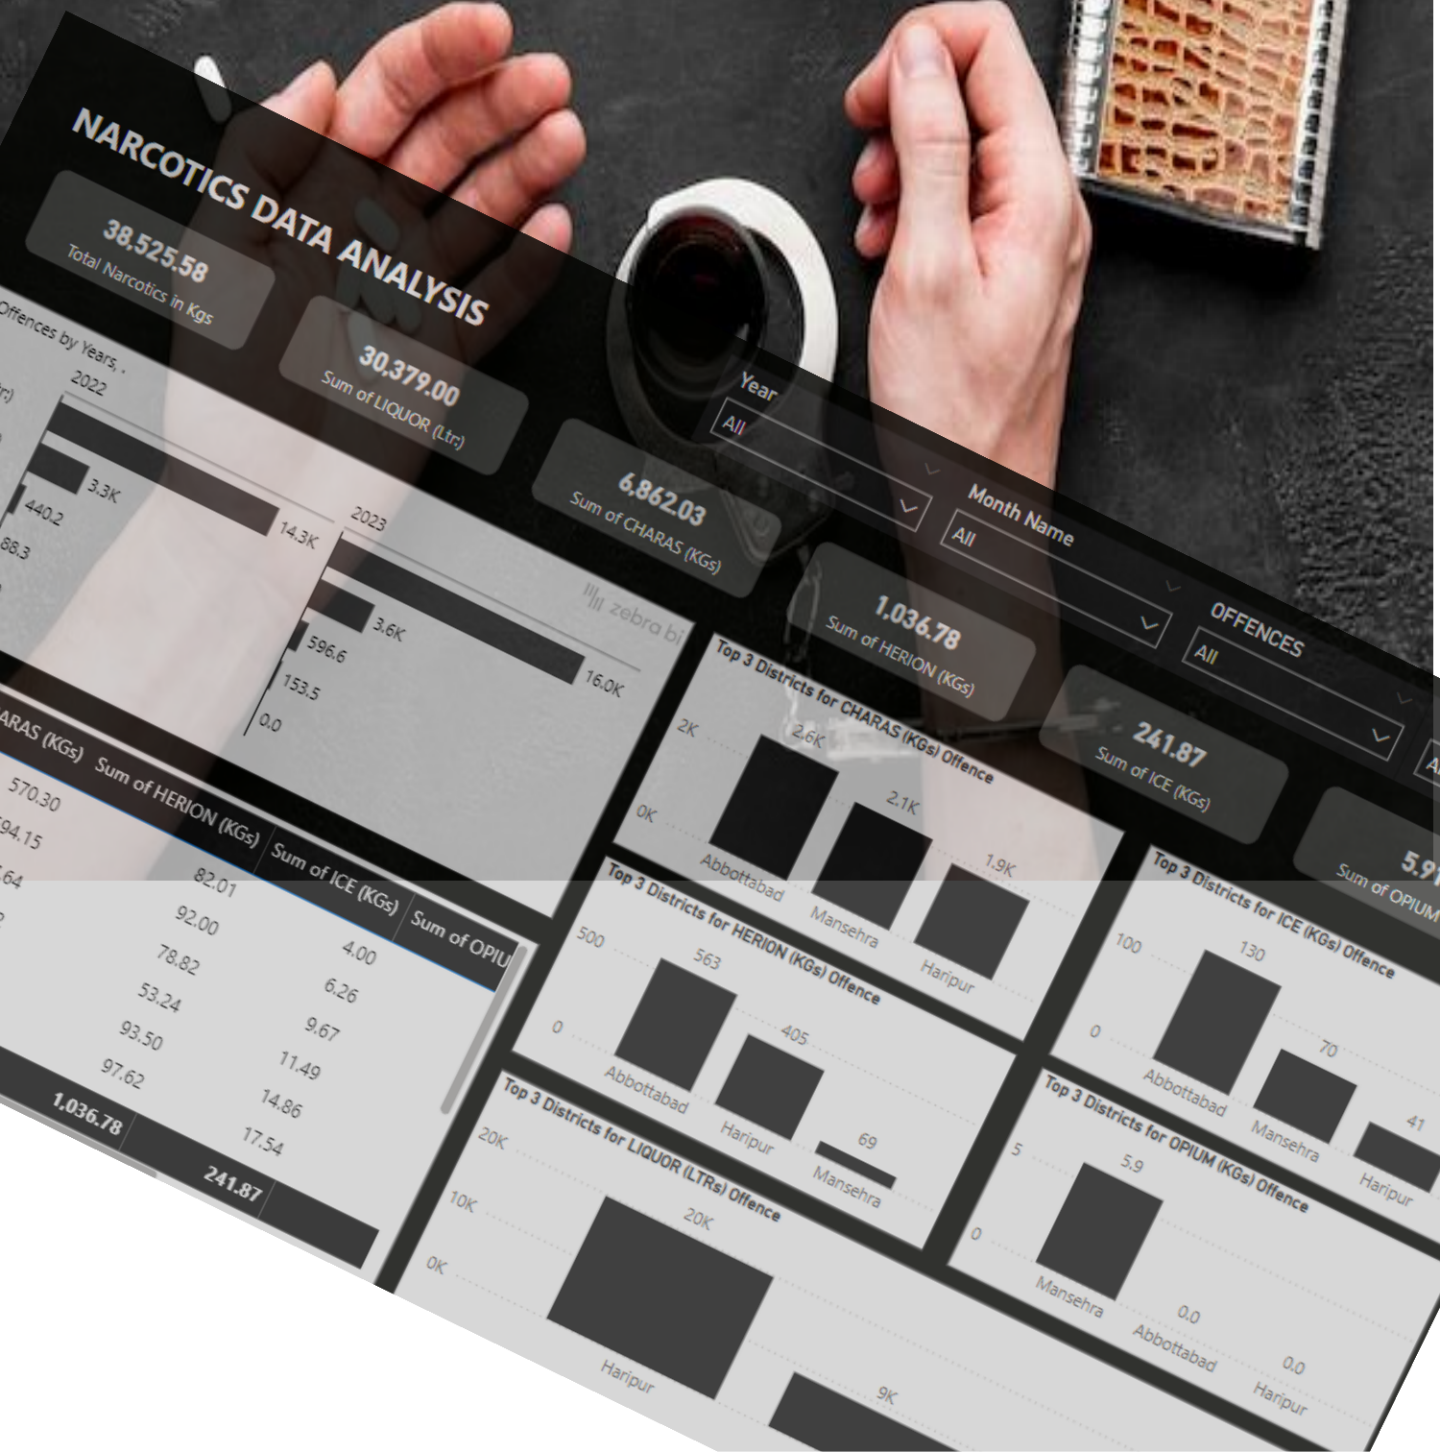 NARCOTICS DATA ANALYSIS
38,525.58
Total Narcotics in Kgs
30,379.00
Sum of LIQUOR (Ltr.)
6,862.03
Sum of CHARAS (KGs)
1,036.78
Sum of HERION (KGs)
241.87
Sum of ICE (KGs)
Sum of OPIUM
Year
All
Month Name
All
OFFENCES
All
Offences by Years, .
2022
14.3K
3.3K
440.2
88.3
2023
16.0K
3.6K
596.6
153.5
0.0
zebra bi
(KGs)
Sum of HERION (KGs)
Sum of ICE (KGs)
Sum of
570.30
82.01
4.00
92.00
6.26
78.82
9.67
53.24
11.49
93.50
14.86
97.62
17.54
1,036.78
241.87
Top 3 Districts for CHARAS (KGs) Offence
2K
0K
2.6K
2.1K
1.9K
Abbottabad
Mansehra
Haripur
Top 3 Districts for HERION (KGs) Offence
500
0
563
405
69
Abbottabad
Haripur
Mansehra
Top 3 Districts for LIQUOR (LTRs) Offence
20K
10K
0K
20K
9K
Haripur
Top 3 Districts for ICE (KGs) Offence
100
0
130
70
41
Abbottabad
Mansehra
Haripur
Top 3 Districts for OPIUM (KGs) Offence
5
0
5.9
0.0
0.0
Mansehra
Abbottabad
Haripur